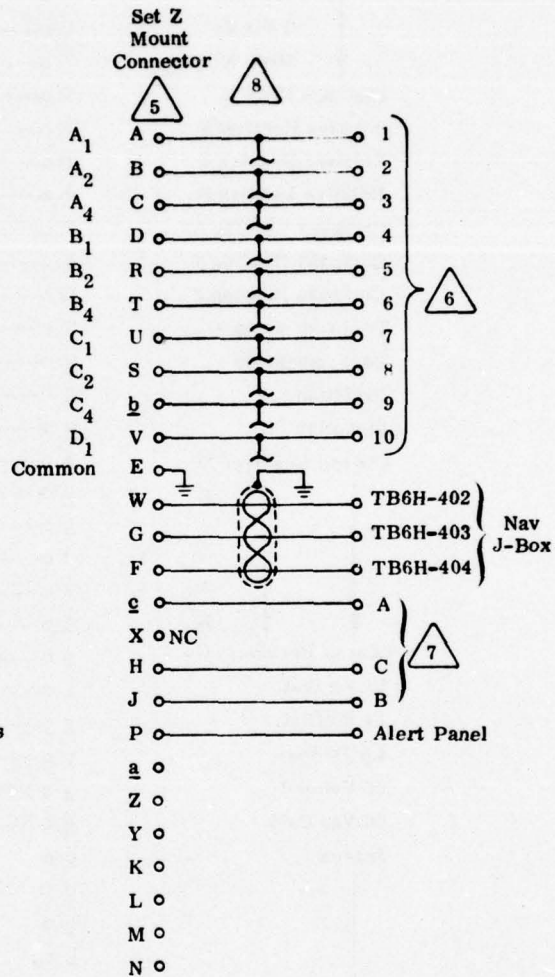 Set Z
Mount
Connector
5 8
A1 A 1
A2 B 2
A4 C 3
B1 D 4
B2 R 5
B4 T 6
6
C1 U 7
C2 S 8
C4 b 9
D1 V 10
Common E
W TB6H-402
G TB6H-403
Nav
J-Box
F TB6H-404
c A
X NC
7
H C
J B
s P Alert Panel
a
Z
Y
K
L
M
N